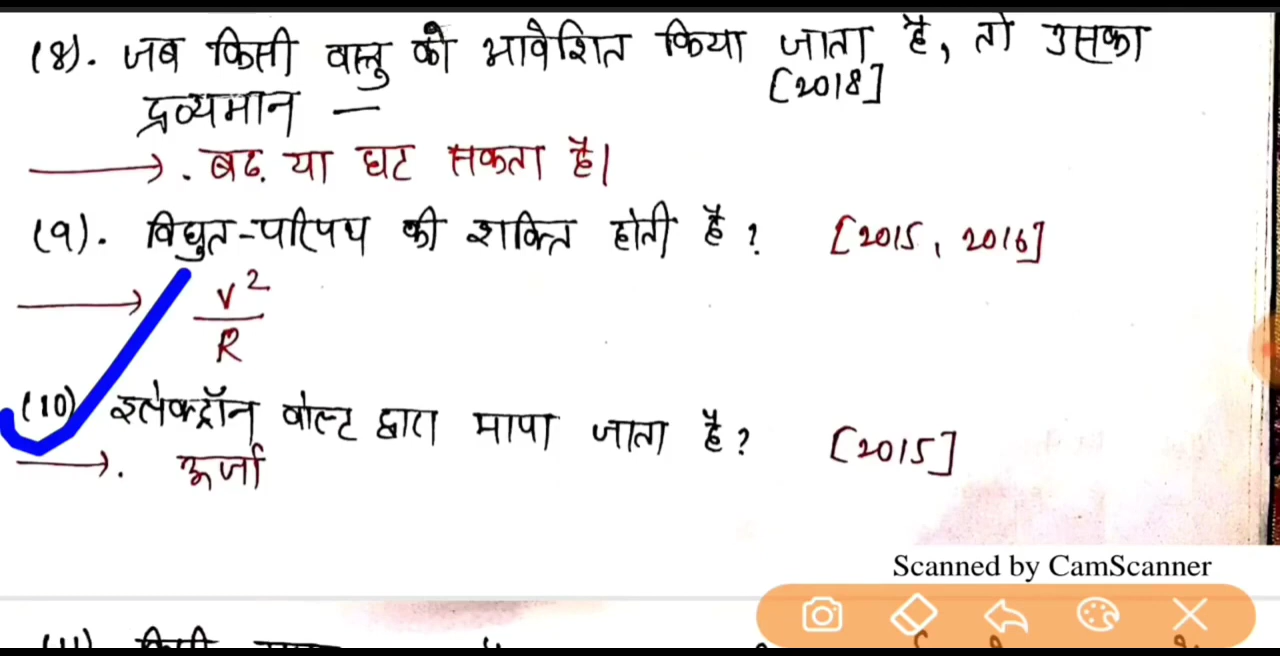 (8). जब किसी वस्तु को आवेशित किया जाता है, तो उसका
[2018]
द्रव्यमान —
→. बढ़ या घट सकता है।
(9). विद्युत-परिपथ की शक्ति होती है? [2015, 2016]
→ V²
R
(10) इलेक्ट्रॉन वोल्ट द्वारा मापा जाता है? [2015]
→. ऊर्जा
Scanned by CamScanner
(11) किसी